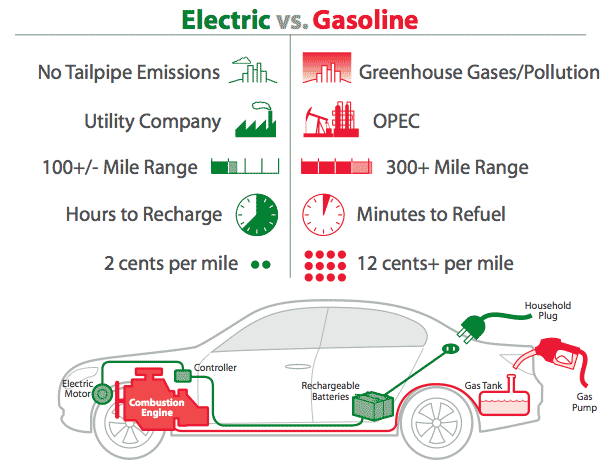 Electric vs. Gasoline
No Tailpipe Emissions
Greenhouse Gases/Pollution
Utility Company
OPEC
100+/- Mile Range
300+ Mile Range
Hours to Recharge
Minutes to Refuel
2 cents per mile
12 cents+ per mile
Household
Plug
Controller
Electric
Motor
Combustion
Engine
Rechargeable
Batteries
Gas Tank
Gas
Pump